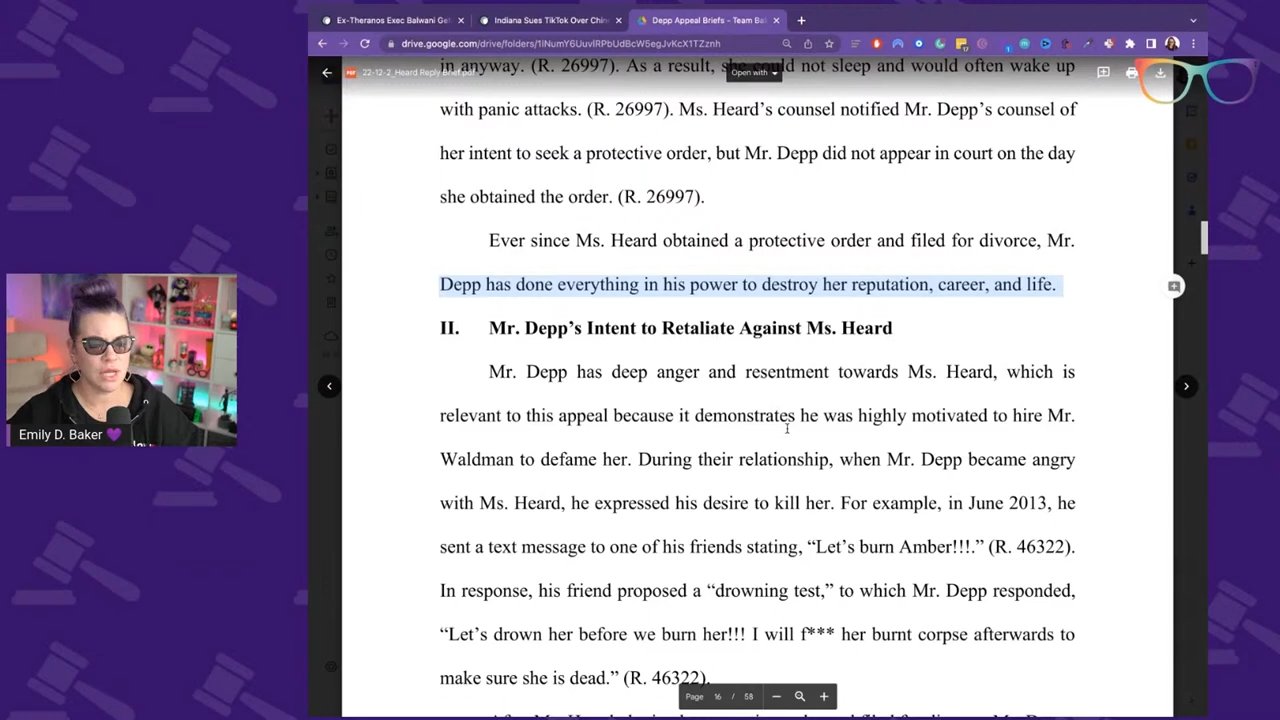 Ex-Theranos Exec Balwani Ge
Indiana Sues TikTok Over Chin
Depp Appeal Briefs - Team Ba
drive.google.com/drive/folders/1iNumY6UuvIRPbUdBcW5egJvKcX1TZznh
22-12-2_Heard Reply Brief.pdf
Open with
in anyway. (R. 26997). As a result, she could not sleep and would often wake up
with panic attacks. (R. 26997). Ms. Heard's counsel notified Mr. Depp's counsel of
her intent to seek a protective order, but Mr. Depp did not appear in court on the day
she obtained the order. (R. 26997).
Ever since Ms. Heard obtained a protective order and filed for divorce, Mr.
Depp has done everything in his power to destroy her reputation, career, and life.
II. Mr. Depp's Intent to Retaliate Against Ms. Heard
Mr. Depp has deep anger and resentment towards Ms. Heard, which is
relevant to this appeal because it demonstrates he was highly motivated to hire Mr.
Waldman to defame her. During their relationship, when Mr. Depp became angry
with Ms. Heard, he expressed his desire to kill her. For example, in June 2013, he
sent a text message to one of his friends stating, “Let's burn Amber!!!.” (R. 46322).
In response, his friend proposed a “drowning test,” to which Mr. Depp responded,
“Let's drown her before we burn her!!! I will f*** her burnt corpse afterwards to
make sure she is dead.” (R. 46322).
Page 16 / 58
Emily D. Baker 💜